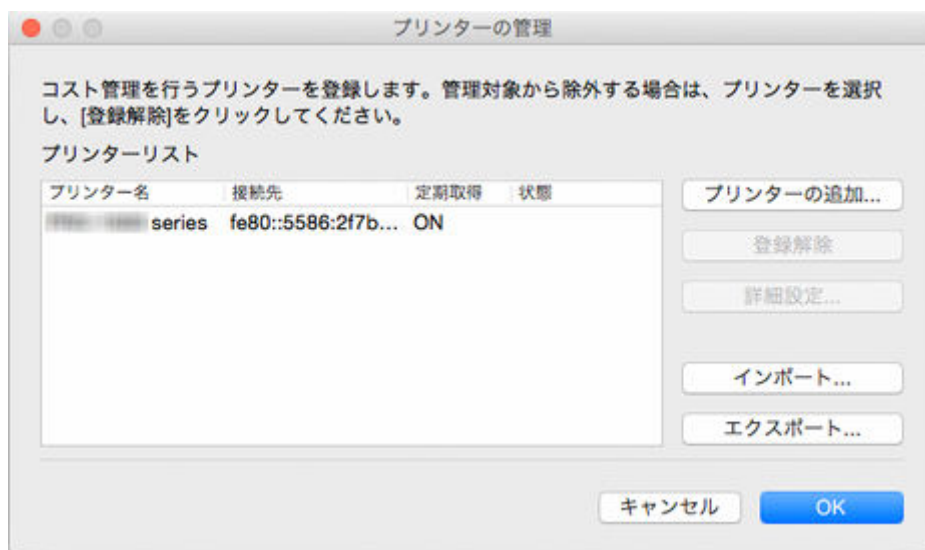 プリンターの管理
コスト管理を行うプリンターを登録します。管理対象から除外する場合は、プリンターを選択
し、[登録解除]をクリックしてください。
プリンターリスト
プリンター名 接続先 定期取得 状態
series fe80::5586:2f7b... ON
プリンターの追加...
登録解除
詳細設定...
インポート...
エクスポート...
キャンセル OK